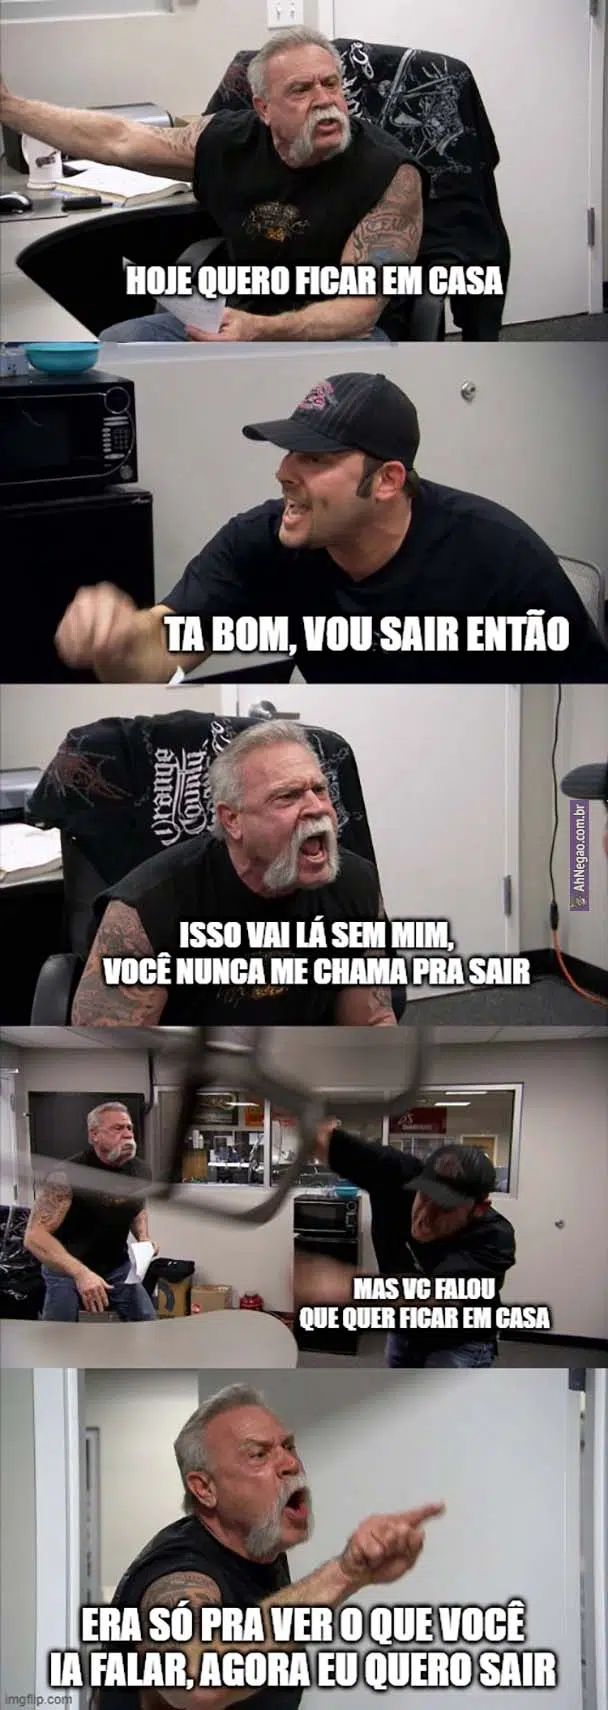 HOJE QUERO FICAR EM CASA
TA BOM, VOU SAIR ENTÃO
Orange
County
AhNegao.com.br
ISSO VAI LÁ SEM MIM,
VOCÊ NUNCA ME CHAMA PRA SAIR
MAS VC FALOU
QUE QUER FICAR EM CASA
ERA SÓ PRA VER O QUE VOCÊ
IA FALAR, AGORA EU QUERO SAIR
imgflip.com